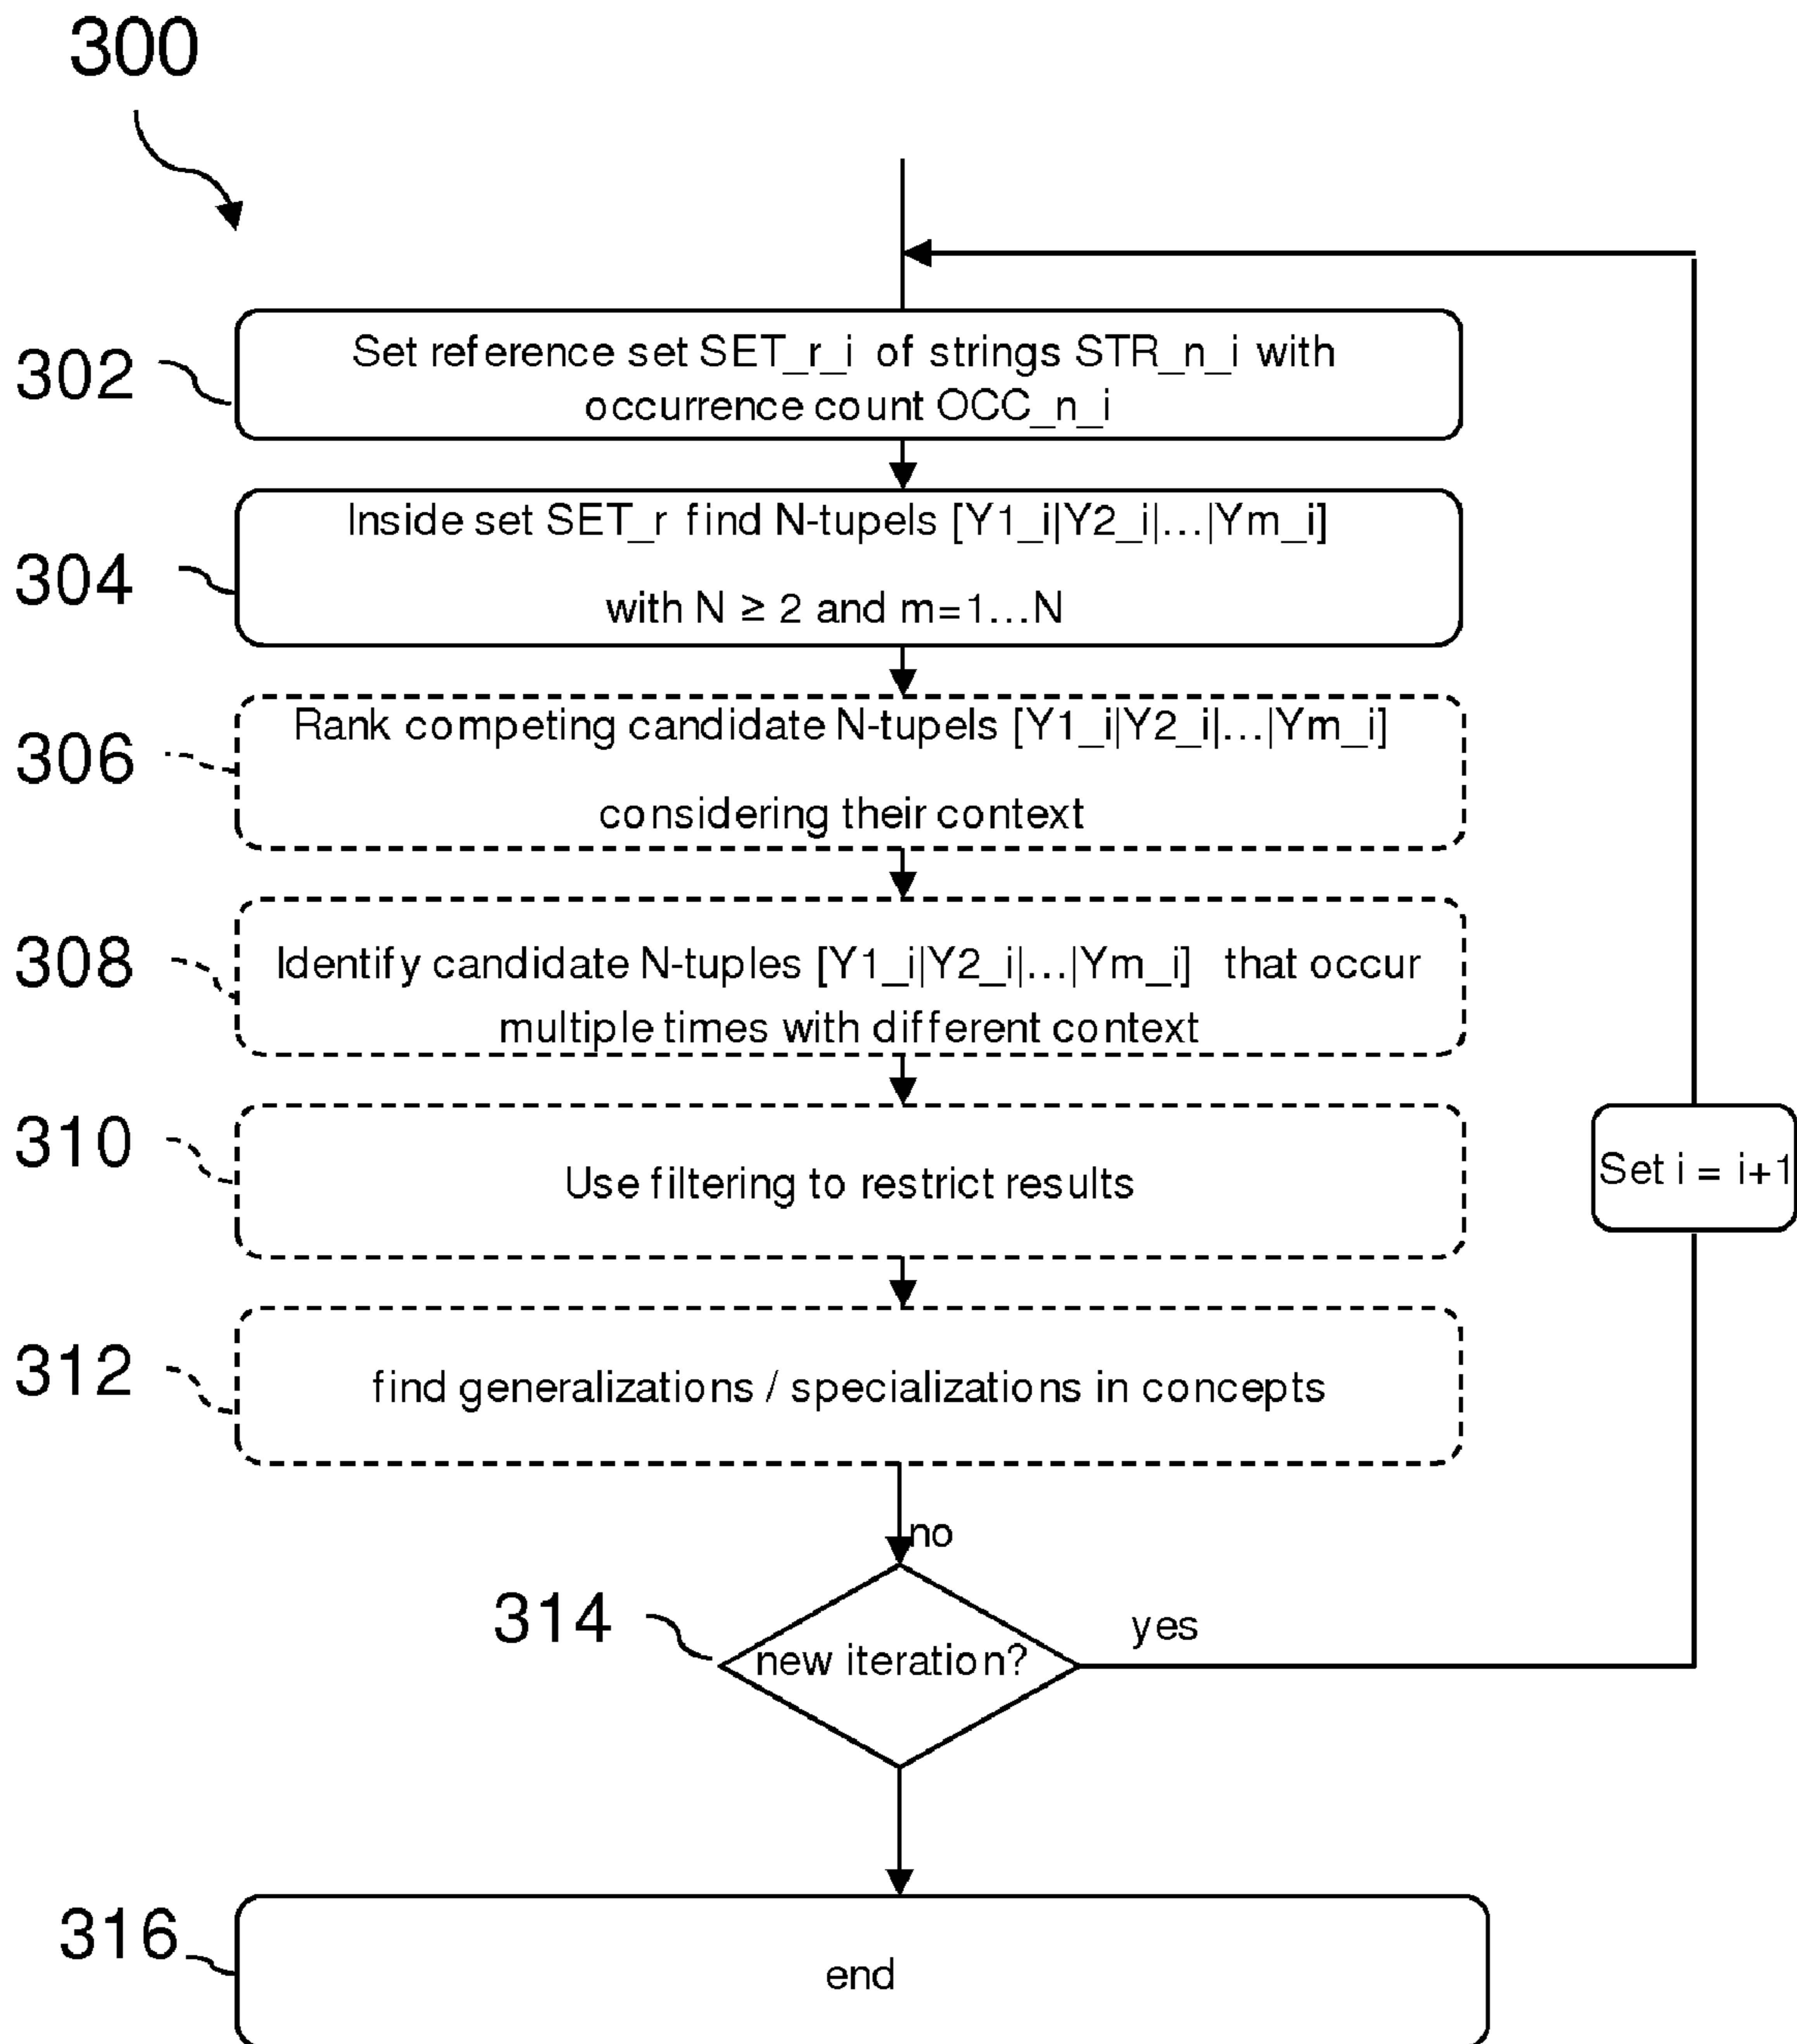 300
302
Set reference set SET_r_i of strings STR_n_i with
occurrence count OCC_n_i
304
Inside set SET_r find N-tupels [Y1_i|Y2_i|...|Ym_i]
with N ≥ 2 and m=1...N
306
Rank competing candidate N-tupels [Y1_i|Y2_i|...|Ym_i]
considering their context
308
Identify candidate N-tuples [Y1_i|Y2_i|...|Ym_i] that occur
multiple times with different context
310
Use filtering to restrict results
Set i = i+1
312
find generalizations / specializations in concepts
no
314
new iteration?
yes
316
end